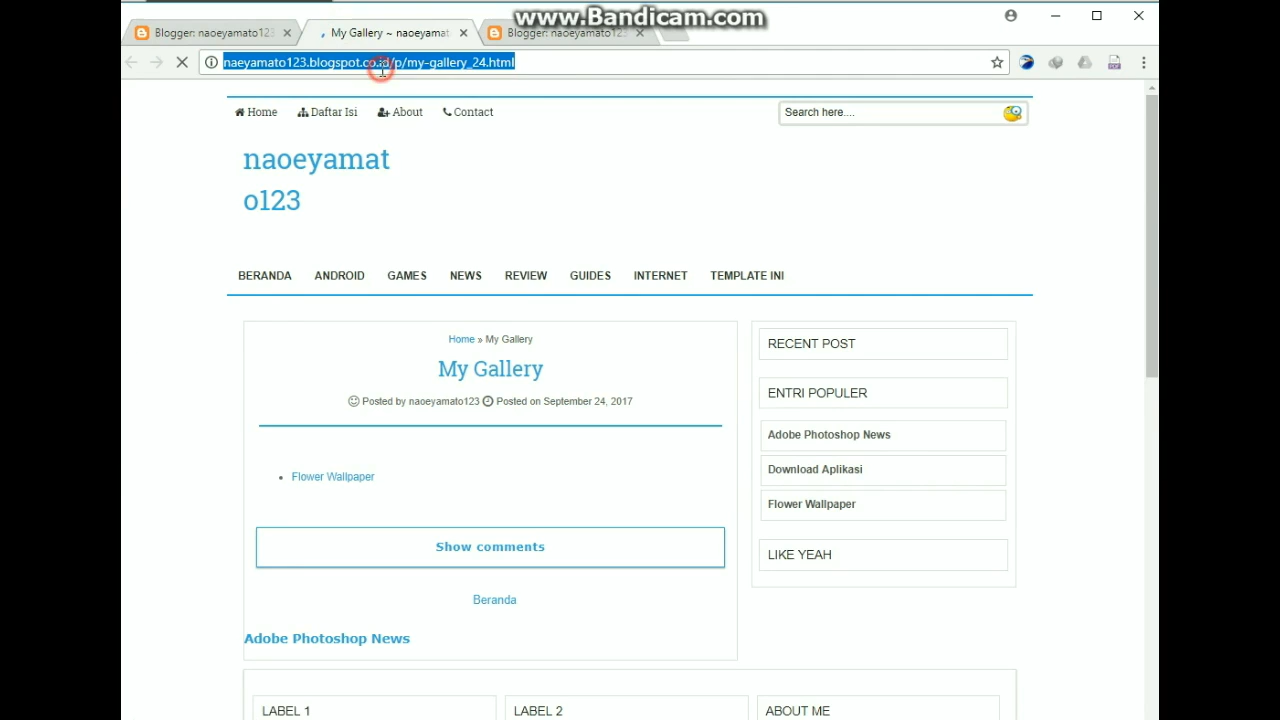 www.Bandicam.com
Blogger: naoeyamato123
My Gallery ~ naoeyamat
Blogger: naoeyamato123
naeyamato123.blogspot.co.id/p/my-gallery_24.html
Home
Daftar Isi
About
Contact
Search here....
naoeyamat
o123
BERANDA
ANDROID
GAMES
NEWS
REVIEW
GUIDES
INTERNET
TEMPLATE INI
Home » My Gallery
My Gallery
Posted by naoeyamato123 Posted on September 24, 2017
Flower Wallpaper
Show comments
Beranda
Adobe Photoshop News
RECENT POST
ENTRI POPULER
Adobe Photoshop News
Download Aplikasi
Flower Wallpaper
LIKE YEAH
LABEL 1
LABEL 2
ABOUT ME